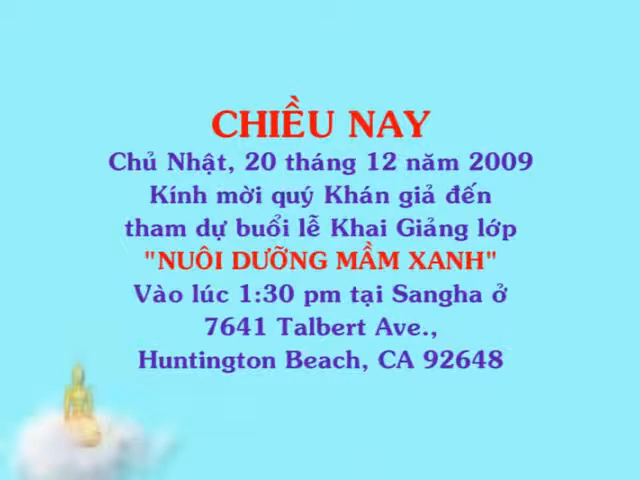 CHIỀU NAY
Chủ Nhật, 20 tháng 12 năm 2009
Kính mời quý Khán giả đến
tham dự buổi lễ Khai Giảng lớp
"NUÔI DƯỠNG MẦM XANH"
Vào lúc 1:30 pm tại Sangha ở
7641 Talbert Ave.,
Huntington Beach, CA 92648